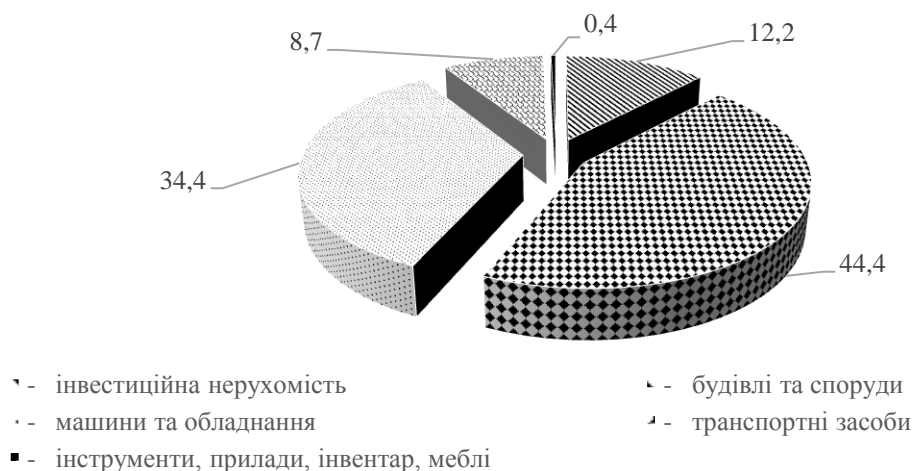 0,4
8,7
12,2
34,4
44,4
- інвестиційна нерухомість
- будівлі та споруди
- машини та обладнання
- транспортні засоби
- інструменти, прилади, інвентар, меблі